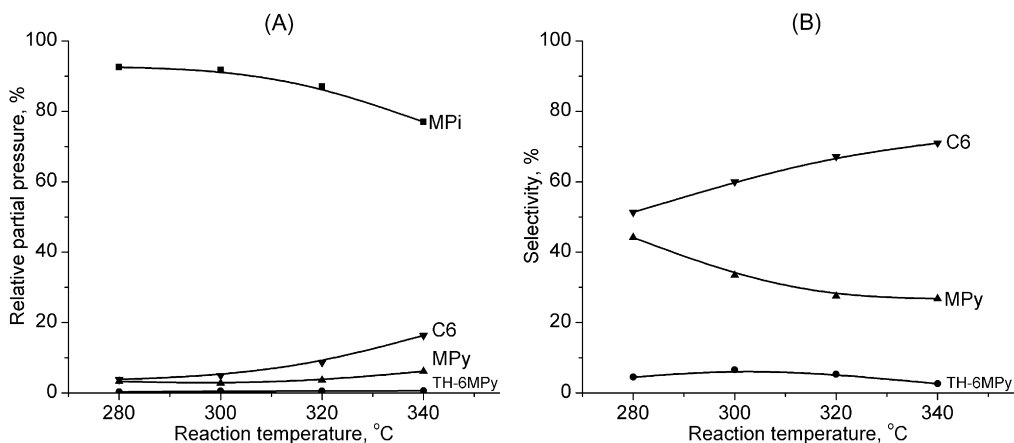 (A)
Relative partial pressure, %
100
80
60
40
20
0
MPi
C6
MPy
TH-6MPy
280
300
320
340
Reaction temperature, °C
(B)
Selectivity, %
100
80
60
40
20
0
C6
MPy
TH-6MPy
280
300
320
340
Reaction temperature, °C